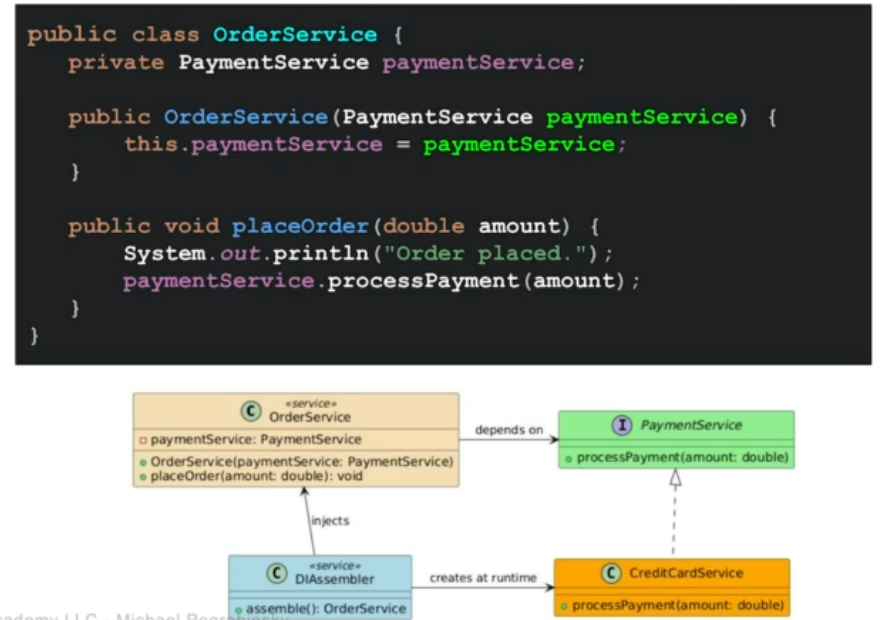 public class OrderService {
private PaymentService paymentService;
public OrderService(PaymentService paymentService) {
this.paymentService = paymentService;
}
public void placeOrder(double amount) {
System.out.println("Order placed.");
paymentService.processPayment(amount);
}
}
C «service»
OrderService
paymentService: PaymentService
OrderService(paymentService: PaymentService)
placeOrder(amount: double): void
depends on
I PaymentService
processPayment(amount: double)
injects
C «service»
DIAssembler
assemble(): OrderService
creates at runtime
C CreditCardService
processPayment(amount: double)
LLC - Michael